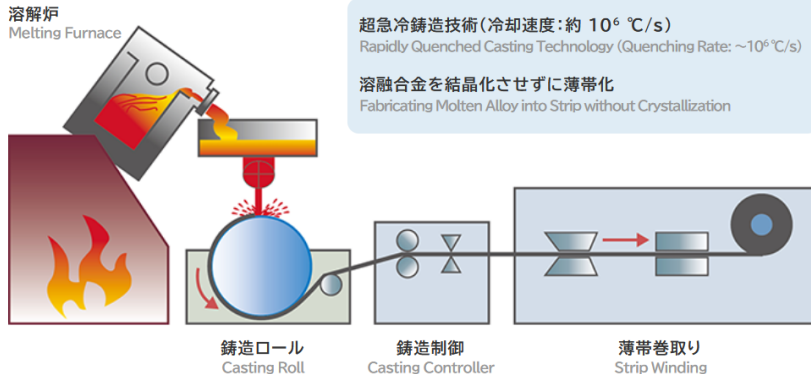 溶解炉
Melting Furnace
超急冷鋳造技術(冷却速度:約 10⁶ ℃/s)
Rapidly Quenched Casting Technology (Quenching Rate: ~10⁶ ℃/s)
溶融合金を結晶化させずに薄帯化
Fabricating Molten Alloy into Strip without Crystallization
鋳造ロール
Casting Roll
鋳造制御
Casting Controller
薄帯巻取り
Strip Winding